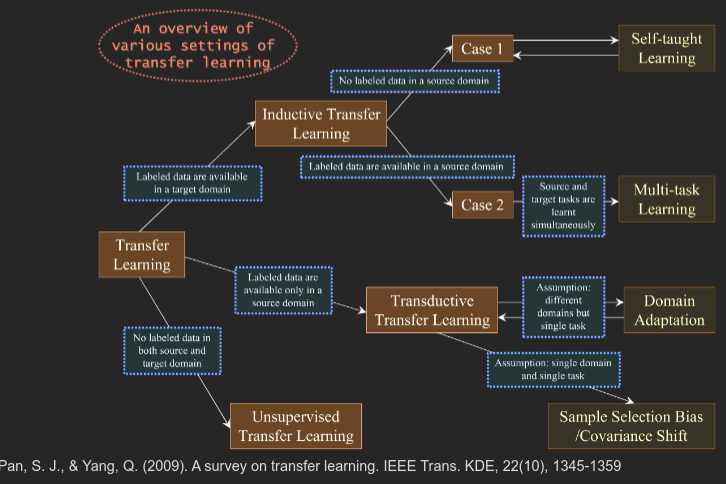 An overview of
various settings of
transfer learning
Case 1
Self-taught
Learning
No labeled data in a source domain
Inductive Transfer
Learning
Labeled data are available in a source domain
Labeled data are available
in a target domain
Case 2
Source and
target tasks are
learnt
simultaneously
Multi-task
Learning
Transfer
Learning
Labeled data are
available only in a
source domain
Transductive
Transfer Learning
Assumption:
different
domains but
single task
Domain
Adaptation
No labeled data in
both source and
target domain
Assumption: single domain
and single task
Unsupervised
Transfer Learning
Sample Selection Bias
/Covariance Shift
Pan, S. J., & Yang, Q. (2009). A survey on transfer learning. IEEE Trans. KDE, 22(10), 1345-1359